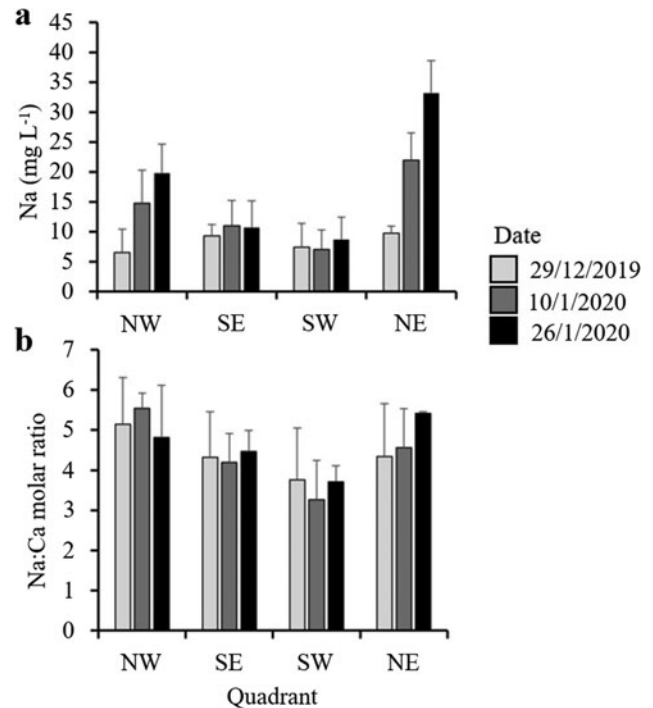 a
45
40
35
30
25
20
15
10
5
0
Na (mg L⁻¹)
NW SE SW NE
b
7
6
5
4
3
2
1
0
Na:Ca molar ratio
NW SE SW NE
Quadrant
Date
29/12/2019
10/1/2020
26/1/2020